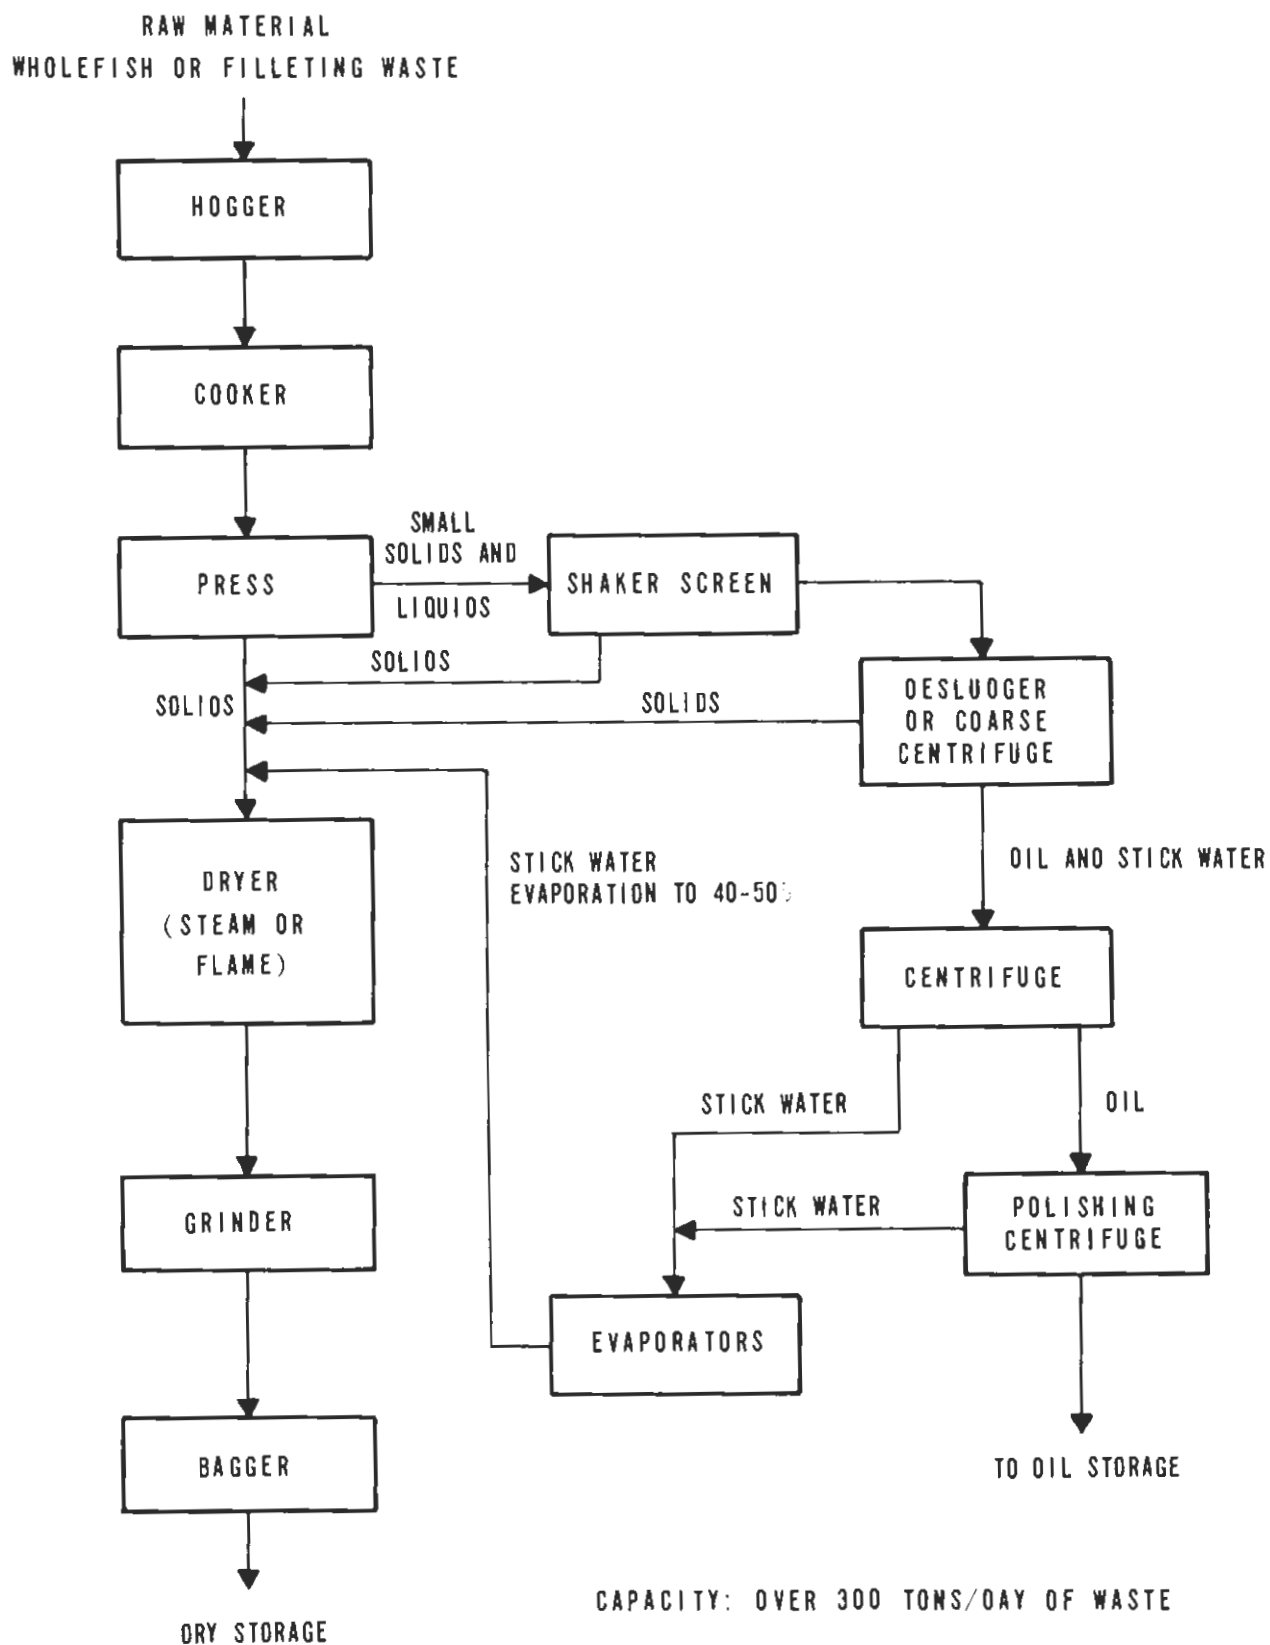 RAW MATERIAL
WHOLEFISH OR FILLETING WASTE
HOGGER
COOKER
PRESS
SMALL
SOLIDS AND
LIQUIOS
SHAKER SCREEN
SOLIOS
SOLIOS
SOLIDS
OESLUOGER
OR COARSE
CENTRIFUGE
DRYER
(STEAM OR
FLAME)
STICK WATER
EVAPORATION TO 40-50%
OIL AND STICK WATER
CENTRIFUGE
STICK WATER
OIL
STICK WATER
POLISHING
CENTRIFUGE
GRINDER
EVAPORATORS
BAGGER
TO OIL STORAGE
CAPACITY: OVER 300 TONS/OAY OF WASTE
ORY STORAGE